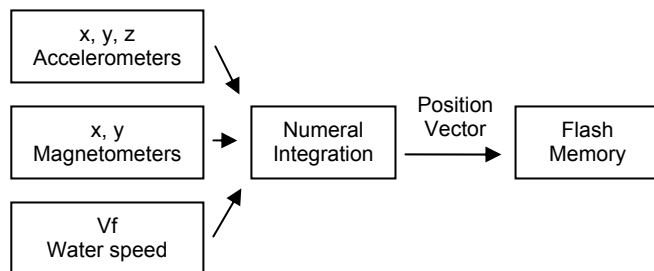 x, y, z
Accelerometers
x, y
Magnetometers
Vf
Water speed
Numeral
Integration
Position
Vector
Flash
Memory